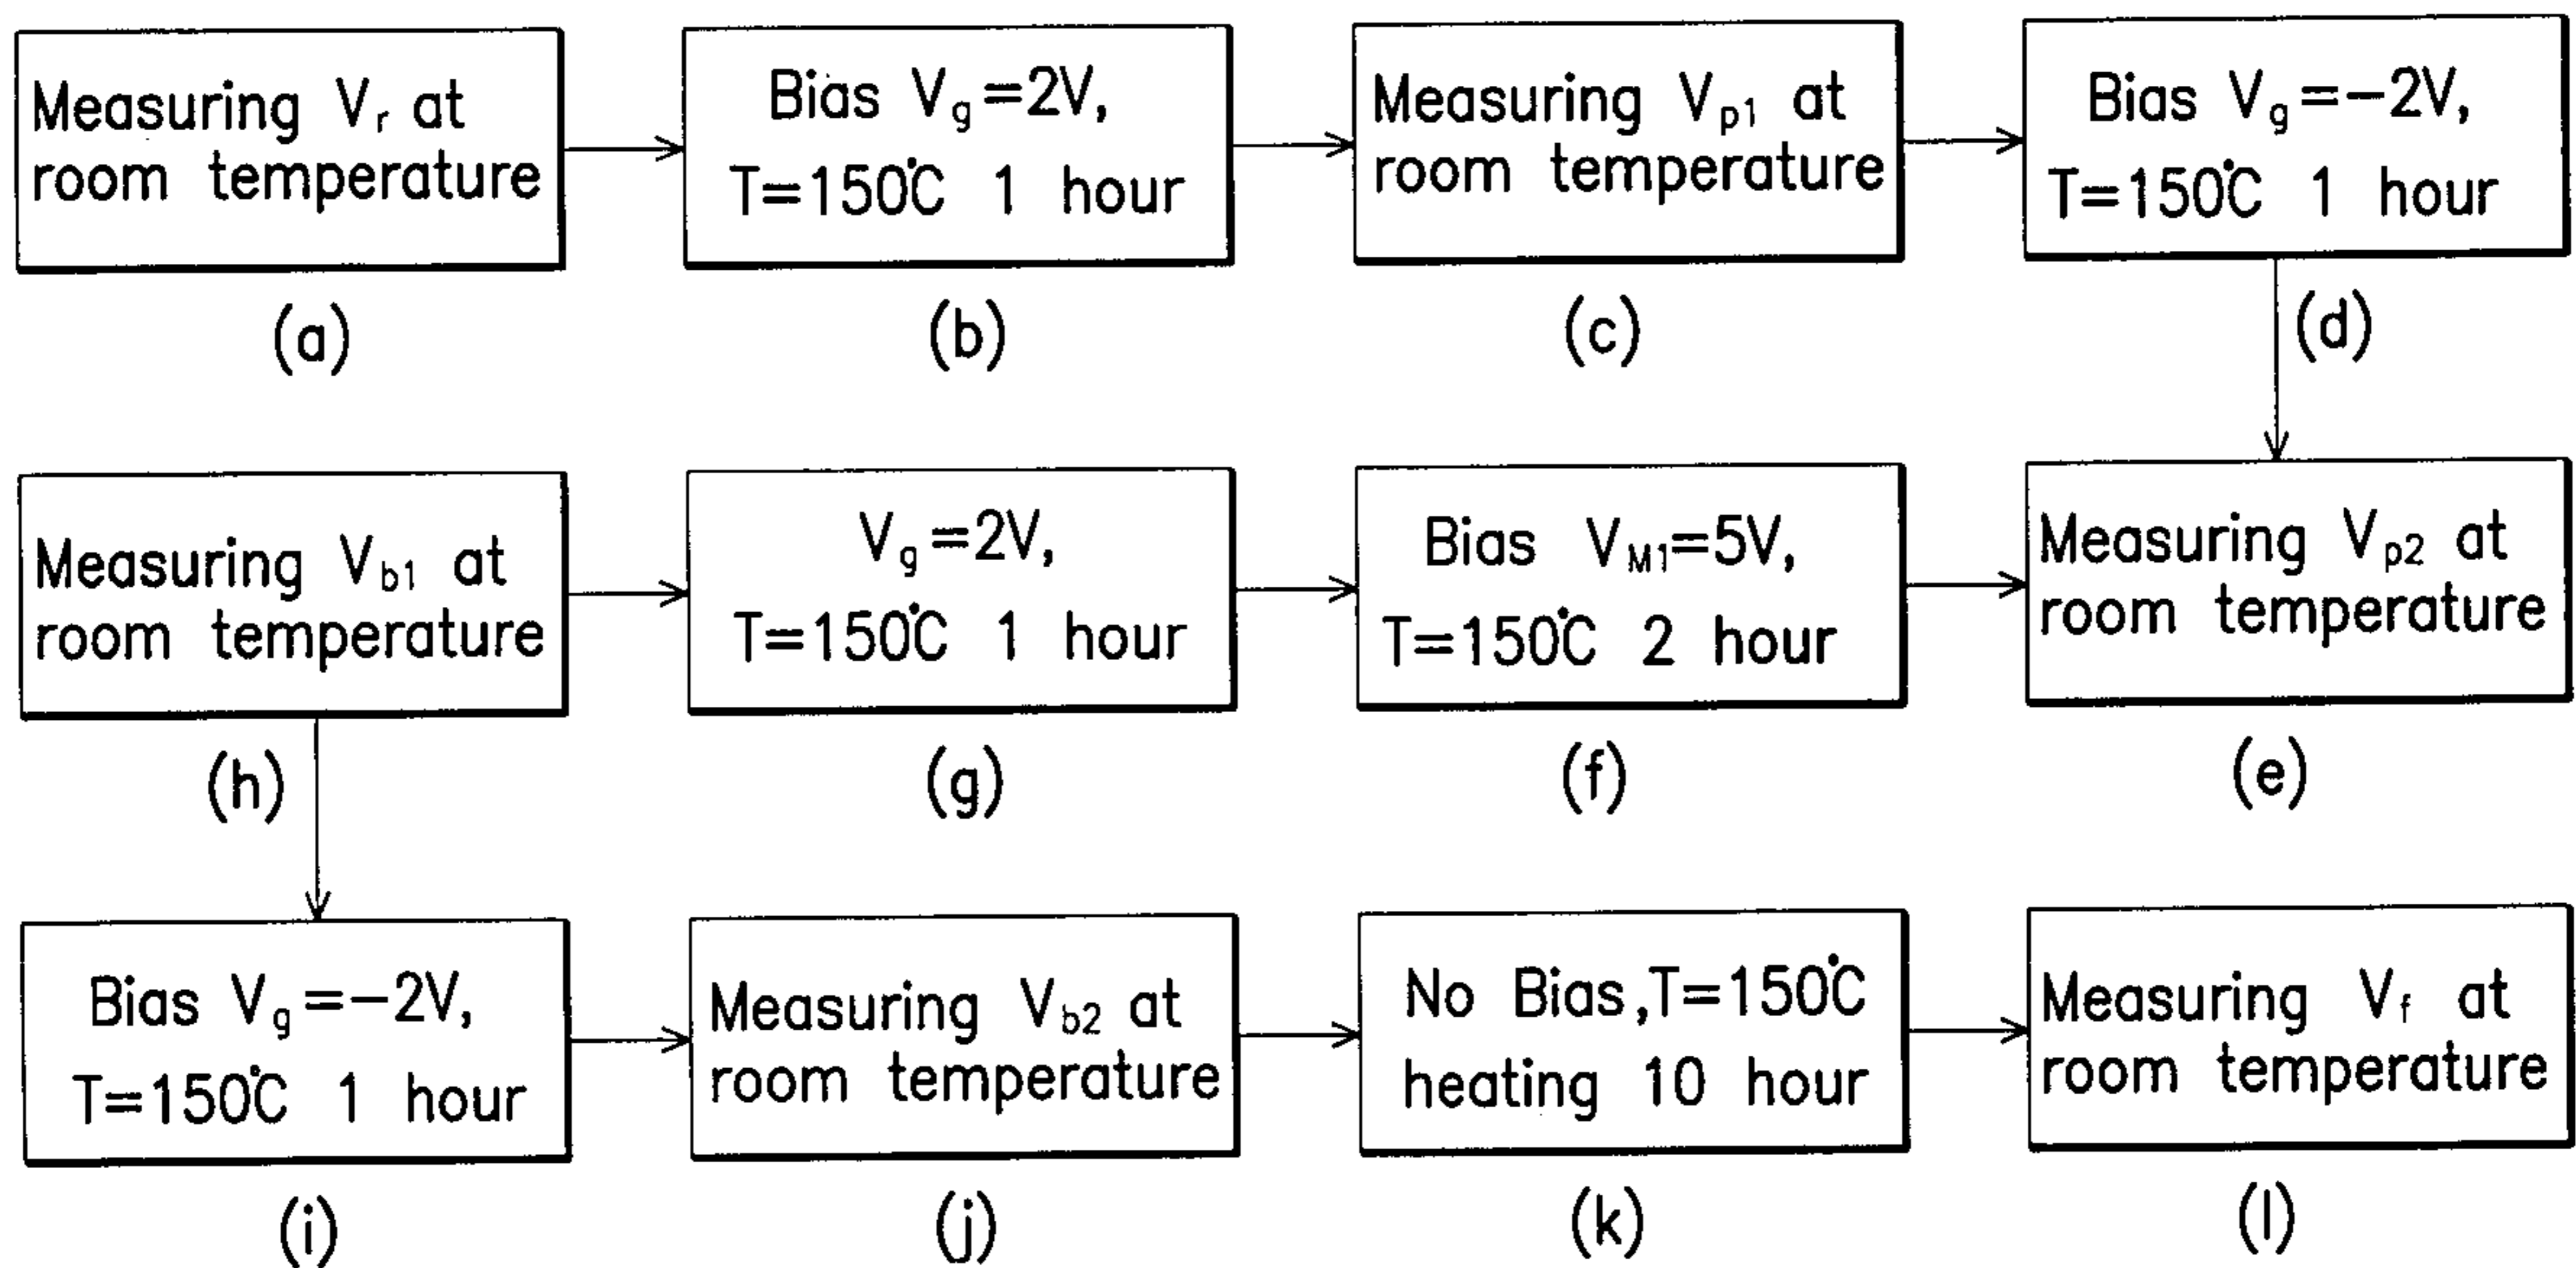 Measuring Vr at
room temperature
(a)
Bias Vg=2V,
T=150°C 1 hour
(b)
Measuring Vp1 at
room temperature
(c)
Bias Vg=-2V,
T=150°C 1 hour
(d)
Measuring Vb1 at
room temperature
(h)
Vg=2V,
T=150°C 1 hour
(g)
Bias VM1=5V,
T=150°C 2 hour
(f)
Measuring Vp2 at
room temperature
(e)
Bias Vg=-2V,
T=150°C 1 hour
(i)
Measuring Vb2 at
room temperature
(j)
No Bias,T=150°C
heating 10 hour
(k)
Measuring Vf at
room temperature
(l)